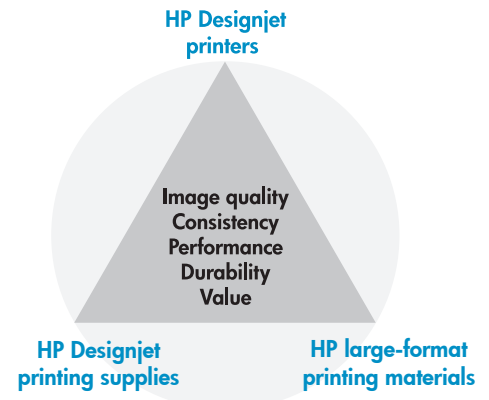 HP Designjet
printers
Image quality
Consistency
Performance
Durability
Value
HP Designjet
printing supplies
HP large-format
printing materials